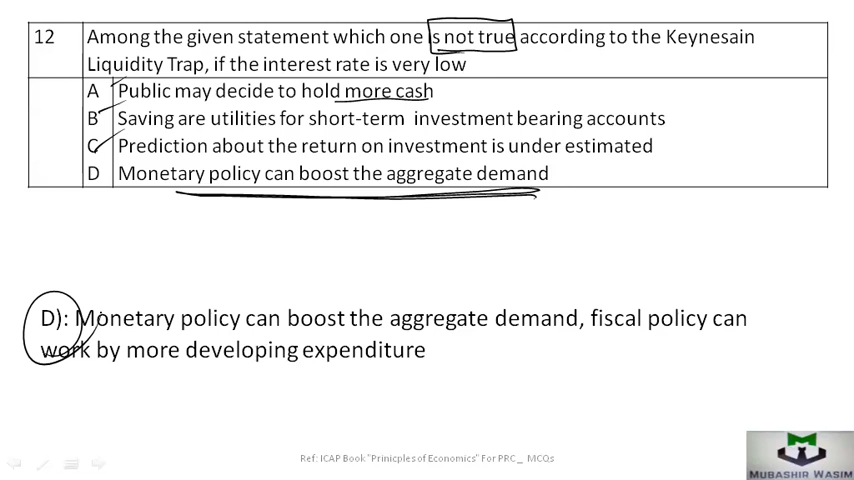 12 Among the given statement which one is not true according to the Keynesain
Liquidity Trap, if the interest rate is very low
A Public may decide to hold more cash
B Saving are utilities for short-term investment bearing accounts
C Prediction about the return on investment is under estimated
D Monetary policy can boost the aggregate demand
D): Monetary policy can boost the aggregate demand, fiscal policy can
work by more developing expenditure
Ref: ICAP Book "Prinicples of Economics" For PRC_ MCQs
MUBASHIR WASIM